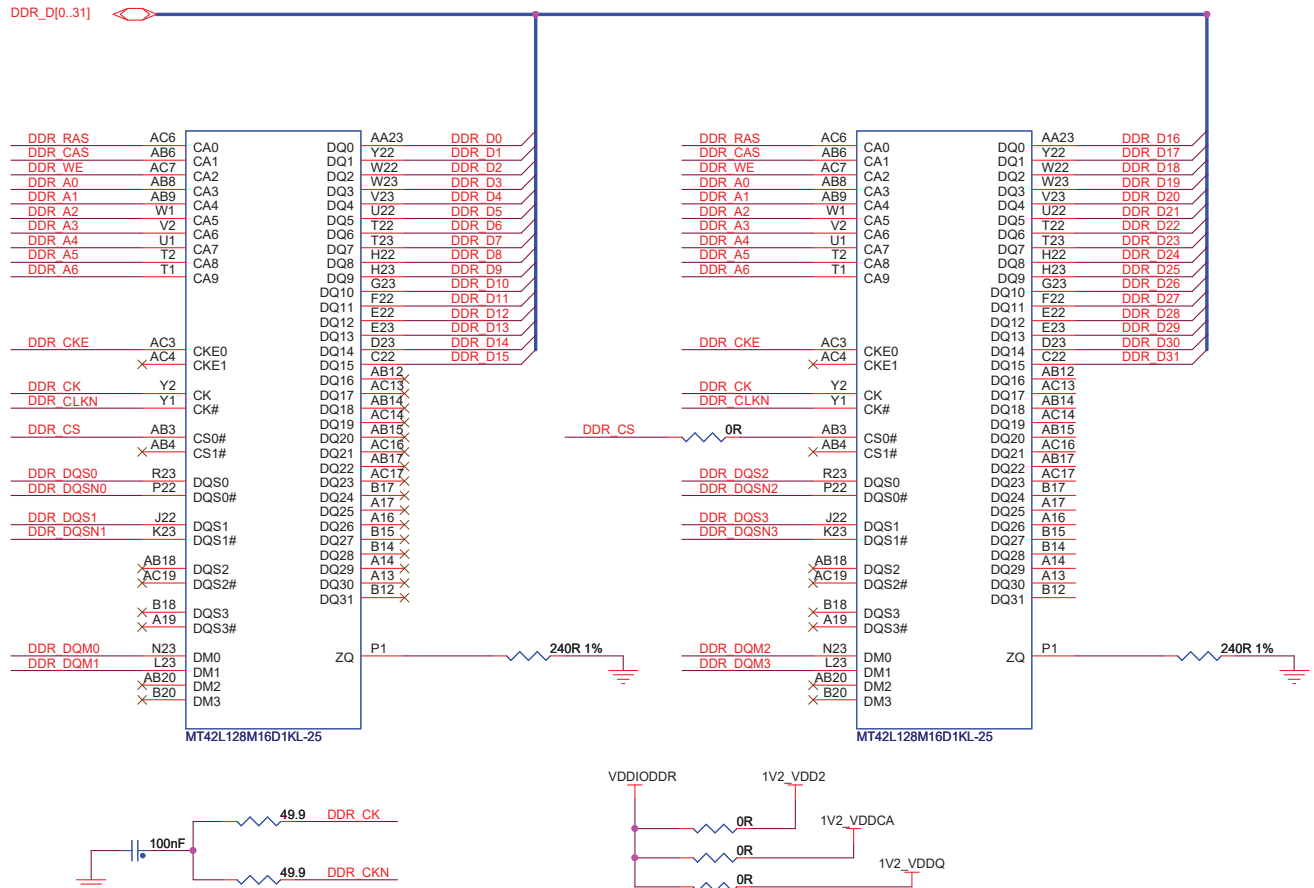 DDR_D[0..31]
DDR_RAS AC6 CA0 DQ0 AA23 DDR_D0
DDR_CAS AB6 CA1 DQ1 Y22 DDR_D1
DDR_WE AC7 CA2 DQ2 W22 DDR_D2
DDR_A0 AB8 CA3 DQ3 W23 DDR_D3
DDR_A1 AB9 CA4 DQ4 V23 DDR_D4
DDR_A2 W1 CA5 DQ5 U22 DDR_D5
DDR_A3 V2 CA6 DQ6 T22 DDR_D6
DDR_A4 U1 CA7 DQ7 T23 DDR_D7
DDR_A5 T2 CA8 DQ8 H22 DDR_D8
DDR_A6 T1 CA9 DQ9 H23 DDR_D9
DQ10 G23 DDR_D10
DQ11 F22 DDR_D11
DQ12 E22 DDR_D12
DQ13 E23 DDR_D13
DDR_CKE AC3 CKE0 DQ14 D23 DDR_D14
AC4 CKE1 DQ15 C22 DDR_D15
DQ16 AB12
DDR_CK Y2 CK DQ17 AC13
DDR_CLKN Y1 CK# DQ18 AB14
DQ19 AC14
DDR_CS AB3 CS0# DQ20 AB15
AB4 CS1# DQ21 AC16
DQ22 AB17
DDR_DQS0 R23 DQS0 DQ23 AC17
DDR_DQSN0 P22 DQS0# DQ24 B17
DQ25 A17
DDR_DQS1 J22 DQS1 DQ26 A16
DDR_DQSN1 K23 DQS1# DQ27 B15
DQ28 B14
AB18 DQS2 DQ29 A14
AC19 DQS2# DQ30 A13
DQ31 B12
B18 DQS3
A19 DQS3#
DDR_DQM0 N23 DM0 ZQ P1 240R 1%
DDR_DQM1 L23 DM1
AB20 DM2
B20 DM3
MT42L128M16D1KL-25
DDR_RAS AC6 CA0 DQ0 AA23 DDR_D16
DDR_CAS AB6 CA1 DQ1 Y22 DDR_D17
DDR_WE AC7 CA2 DQ2 W22 DDR_D18
DDR_A0 AB8 CA3 DQ3 W23 DDR_D19
DDR_A1 AB9 CA4 DQ4 V23 DDR_D20
DDR_A2 W1 CA5 DQ5 U22 DDR_D21
DDR_A3 V2 CA6 DQ6 T22 DDR_D22
DDR_A4 U1 CA7 DQ7 T23 DDR_D23
DDR_A5 T2 CA8 DQ8 H22 DDR_D24
DDR_A6 T1 CA9 DQ9 H23 DDR_D25
DQ10 G23 DDR_D26
DQ11 F22 DDR_D27
DQ12 E22 DDR_D28
DQ13 E23 DDR_D29
DDR_CKE AC3 CKE0 DQ14 D23 DDR_D30
AC4 CKE1 DQ15 C22 DDR_D31
DQ16 AB12
DDR_CK Y2 CK DQ17 AC13
DDR_CLKN Y1 CK# DQ18 AB14
DQ19 AC14
DDR_CS 0R AB3 CS0# DQ20 AB15
AB4 CS1# DQ21 AC16
DQ22 AB17
DDR_DQS2 R23 DQS0 DQ23 AC17
DDR_DQSN2 P22 DQS0# DQ24 B17
DQ25 A17
DDR_DQS3 J22 DQS1 DQ26 A16
DDR_DQSN3 K23 DQS1# DQ27 B15
DQ28 B14
AB18 DQS2 DQ29 A14
AC19 DQS2# DQ30 A13
DQ31 B12
B18 DQS3
A19 DQS3#
DDR_DQM2 N23 DM0 ZQ P1 240R 1%
DDR_DQM3 L23 DM1
AB20 DM2
B20 DM3
MT42L128M16D1KL-25
49.9 DDR_CK
100nF
49.9 DDR_CKN
VDDIODDR 1V2_VDD2
0R 1V2_VDDCA
0R 1V2_VDDQ
0R